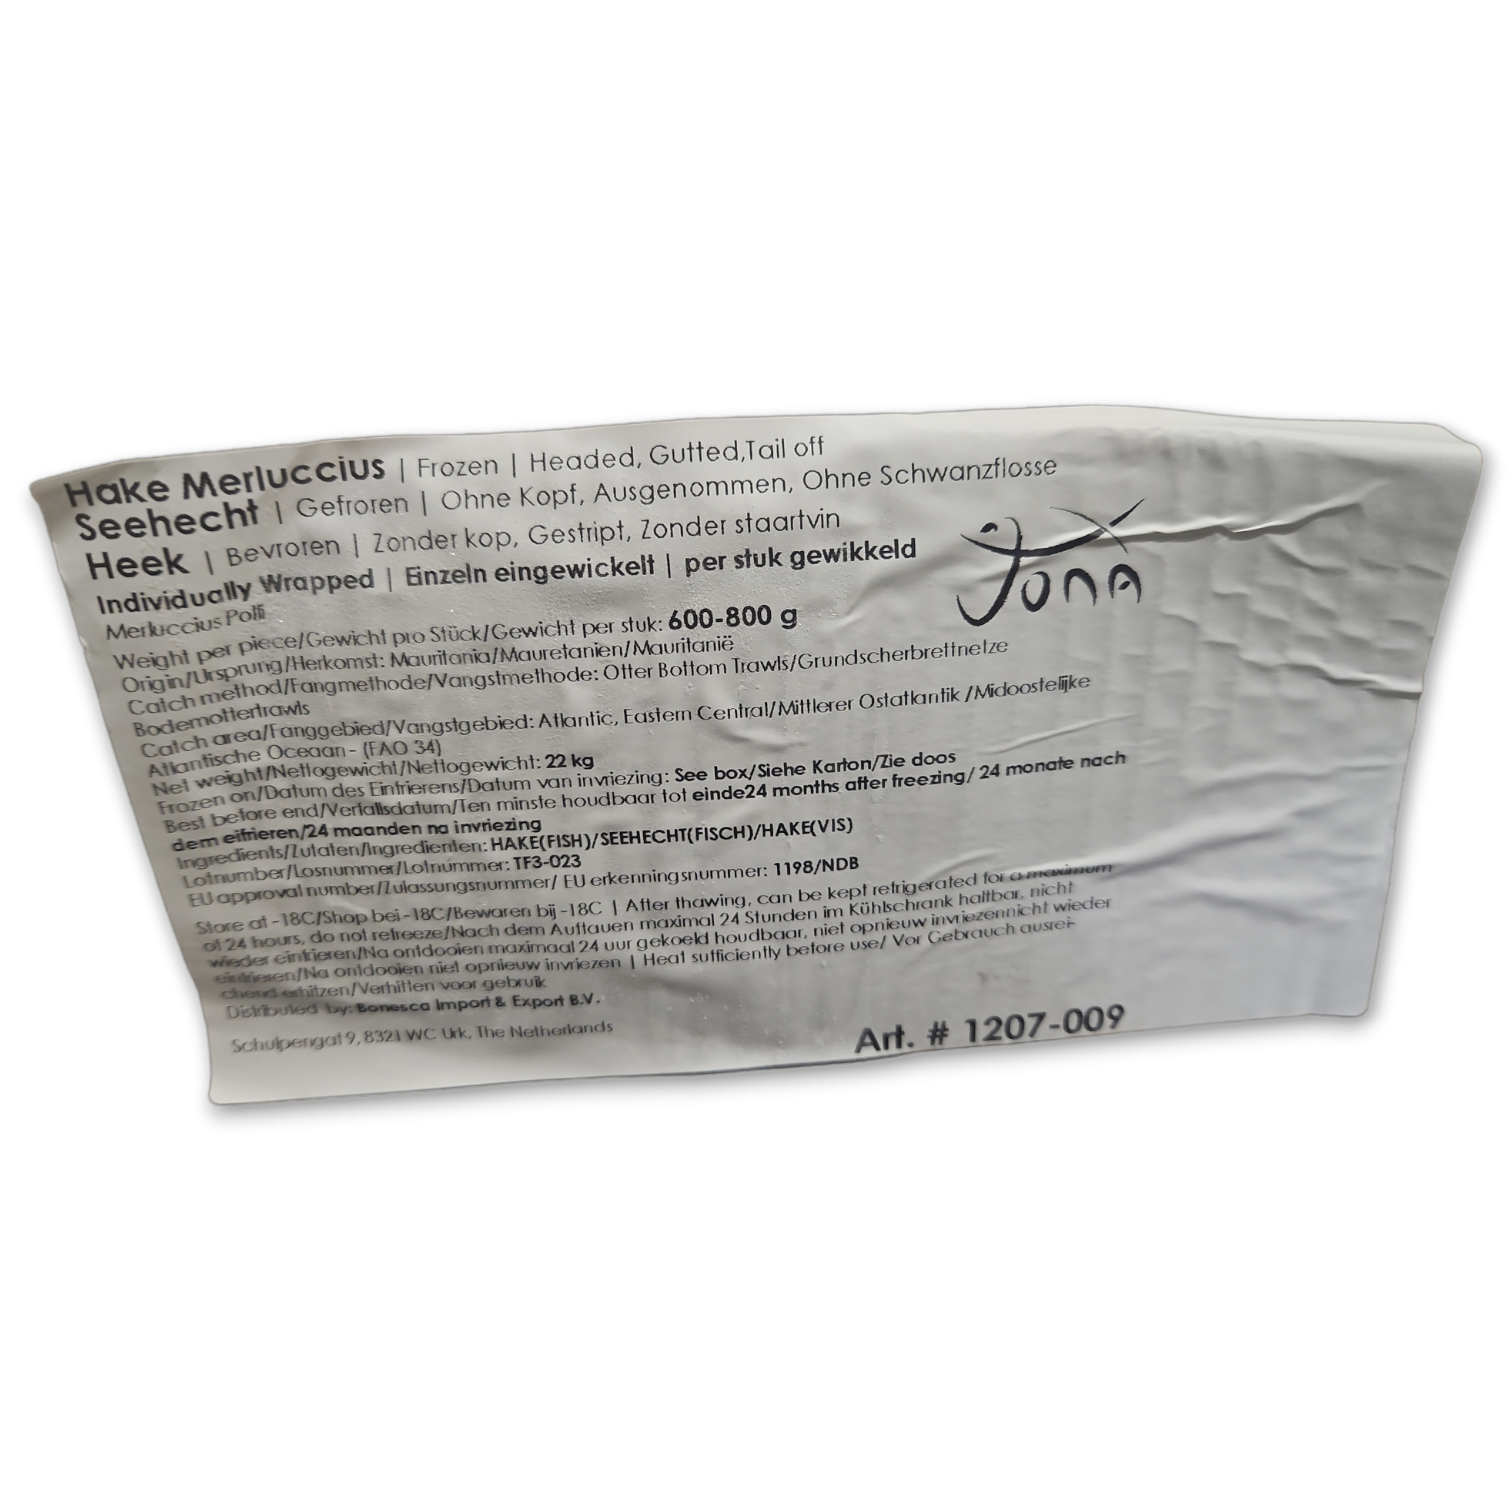 Hake Merluccius | Frozen | Headed, Gutted,Tail off
Seehecht | Gefroren | Ohne Kopf, Ausgenommen, Ohne Schwanzflosse
Heek | Bevroren | Zonder kop, Gestript, Zonder staartvin
Individually Wrapped | Einzeln eingewickelt | per stuk gewikkeld
Merluccius Polli
Jona
Weight per piece/Gewicht pro Stück/Gewicht per stuk: 600-800 g
Origin/Ursprung/Herkomst: Mauritania/Mauretanien/Mauritanië
Catch method/Fangmethode/Vangstmethode: Otter Bottom Trawls/Grundscherbrettnetze
Bodemottertrawls
Catch area/Fanggebied/Vangstgebied: Atlantic, Eastern Central/Mittlerer Ostatlantik /Midoostelijke
Atlantische Oceaan- (FAO 34)
Net weight/Nettogewicht/Nettogewicht: 22 kg
Frozen on/Datum des Einfrierens/Datum van invriezing: See box/Siehe Karton/Zie doos
Best before end/Verfallsdatum/Ten minste houdbaar tot einde24 months after freezing/ 24 monate nach
dem eifrieren/24 maanden na invriezing
Ingredients/Zutaten/Ingredienten: HAKE(FISH)/SEEHECHT(FISCH)/HAKE(VIS)
Lotnumber/Losnummer/Lotnummer: TF3-023
EU approval number/Zulassungsnummer/ EU erkenningsnummer: 1198/NDB
Store at -18C/Shop bei -18C/Bewaren bij -18C | After thawing, can be kept refrigerated for a maximum
of 24 hours, do not refreeze/Nach dem Auftauen maximal 24 Stunden im Kühlschrank haltbar, nicht
wieder einfrieren/Na ontdooien maximaal 24 uur gekoeld houdbaar, niet opnieuw invriezennicht wieder
einfrieren/Na ontdooien niet opnieuw invriezen | Heat sufficiently before use/ Vor Gebrauch ausrei-
chend erhitzen/Verhitten voor gebruik
Distributed by: Bonesca Import & Export B.V.
Schulpengat 9, 8321 WC Urk, The Netherlands
Art. # 1207-009